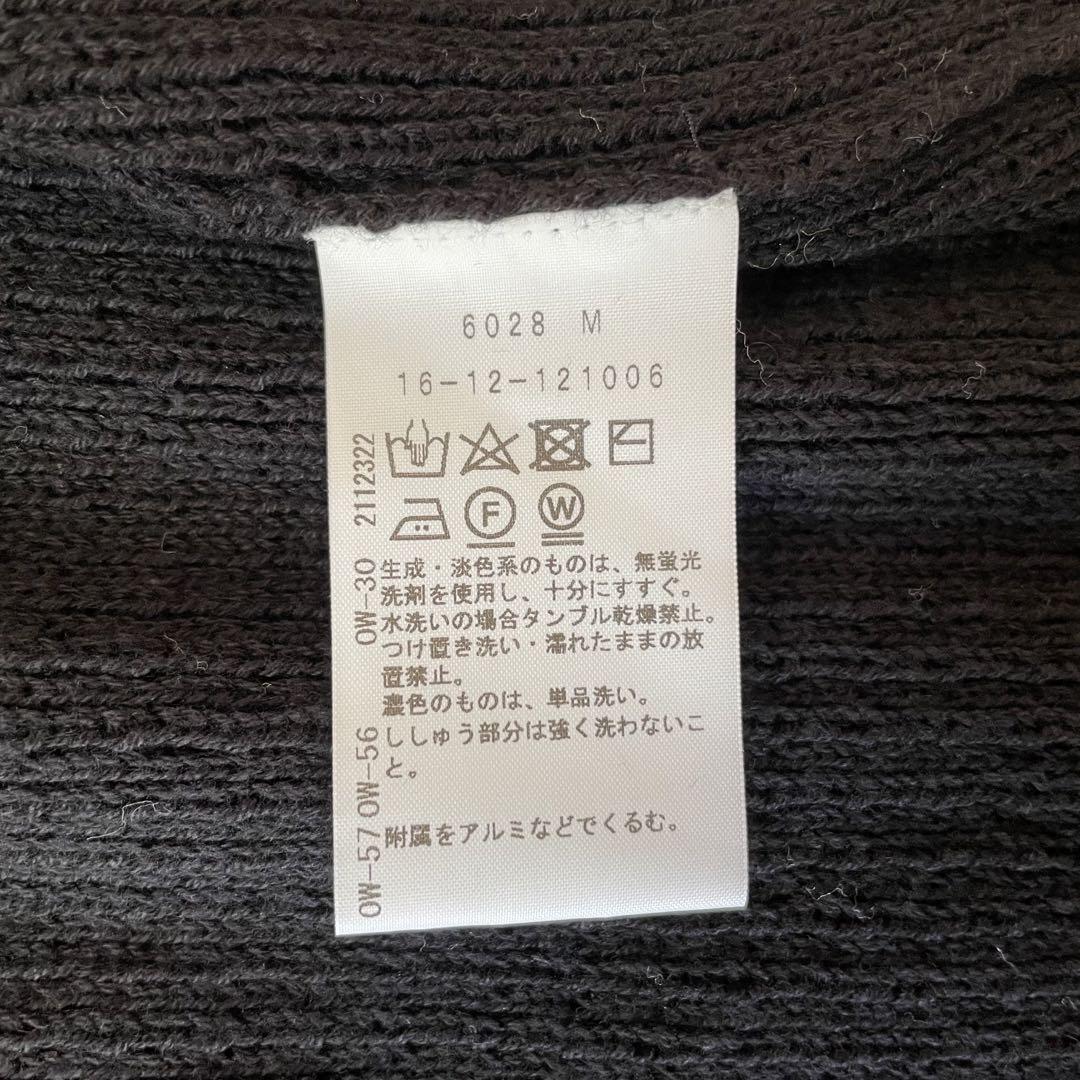 6028 M
16-12-121006
F W
生成・淡色系のものは、無蛍光
洗剤を使用し、十分にすすぐ。
水洗いの場合タンブル乾燥禁止。
つけ置き洗い・濡れたままの放
置禁止。
濃色のものは、単品洗い。
ししゅう部分は強く洗わないこ
と。
附属をアルミなどでくるむ。
OW-57 OW-56 OW-30 2112322